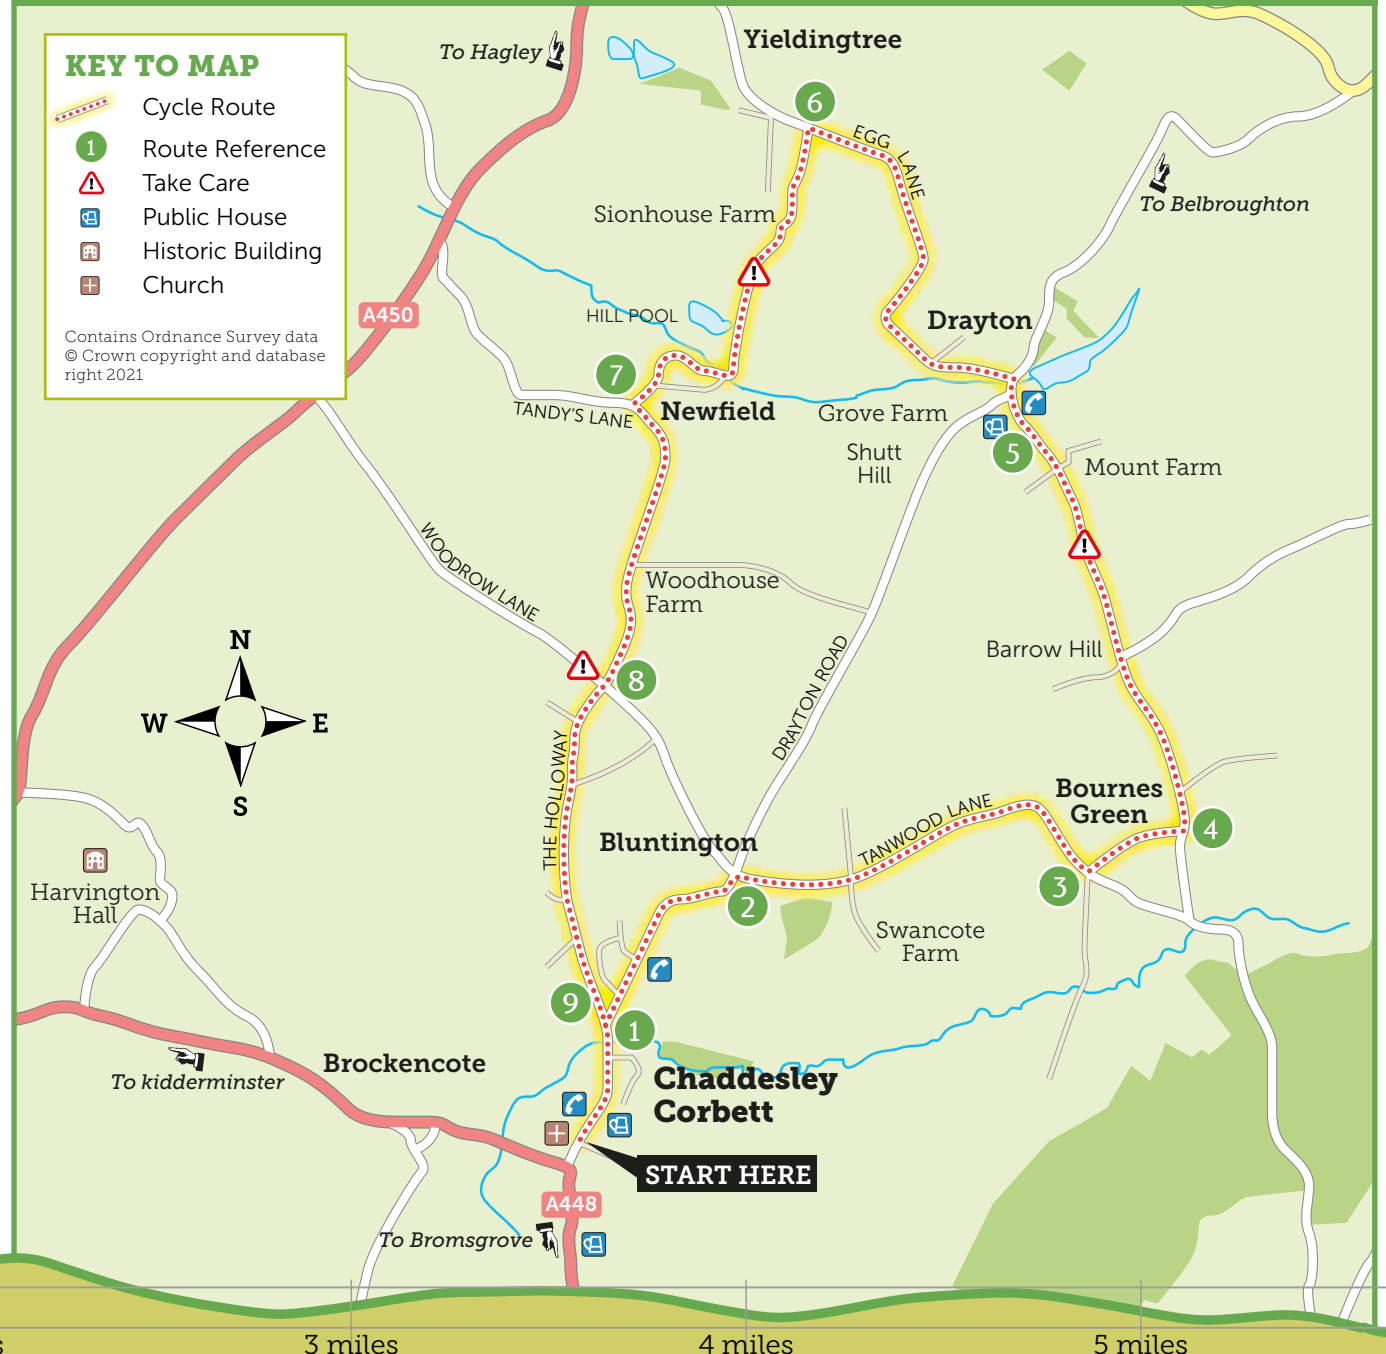 KEY TO MAP
Cycle Route
1
Route Reference
Take Care
Public House
Historic Building
Church
Contains Ordnance Survey data
© Crown copyright and database
right 2021
To Hagley
Yieldingtree
6
EGG LANE
To Belbroughton
Sionhouse Farm
A450
HILL POOL
Drayton
7
TANDY'S LANE
Newfield
Grove Farm
Shutt
Hill
5
Mount Farm
WOODROW LANE
Woodhouse
Farm
N
W
E
S
8
DRAYTON ROAD
Barrow Hill
THE HOLLOWAY
Bluntington
TANWOOD LANE
Bournes
Green
4
3
2
Harvington
Hall
Swancote
Farm
9
1
Brockencote
To kidderminster
Chaddesley
Corbett
START HERE
A448
To Bromsgrove
s
3 miles
4 miles
5 miles